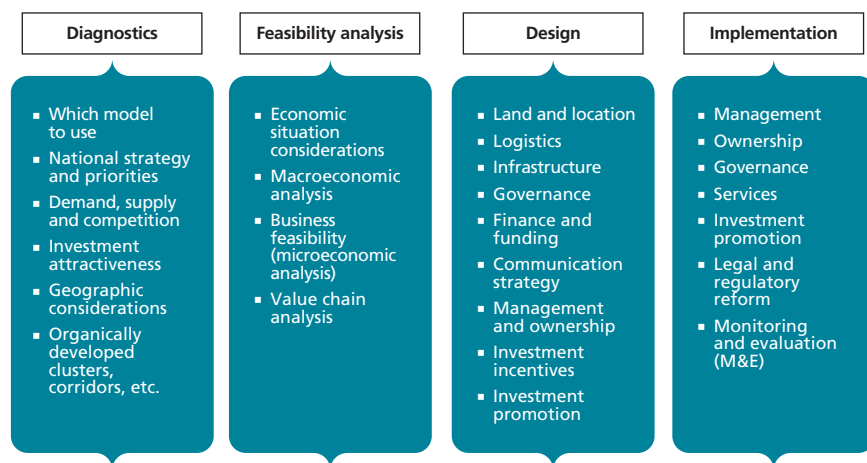 Diagnostics
Which model
to use
National strategy
and priorities
Demand, supply
and competition
Investment
attractiveness
Geographic
considerations
Organically
developed
clusters,
corridors, etc.
Feasibility analysis
Economic
situation
considerations
Macroeconomic
analysis
Business
feasibility
(microeconomic
analysis)
Value chain
analysis
Design
Land and location
Logistics
Infrastructure
Governance
Finance and
funding
Communication
strategy
Management
and ownership
Investment
incentives
Investment
promotion
Implementation
Management
Ownership
Governance
Services
Investment
promotion
Legal and
regulatory
reform
Monitoring
and evaluation
(M&E)